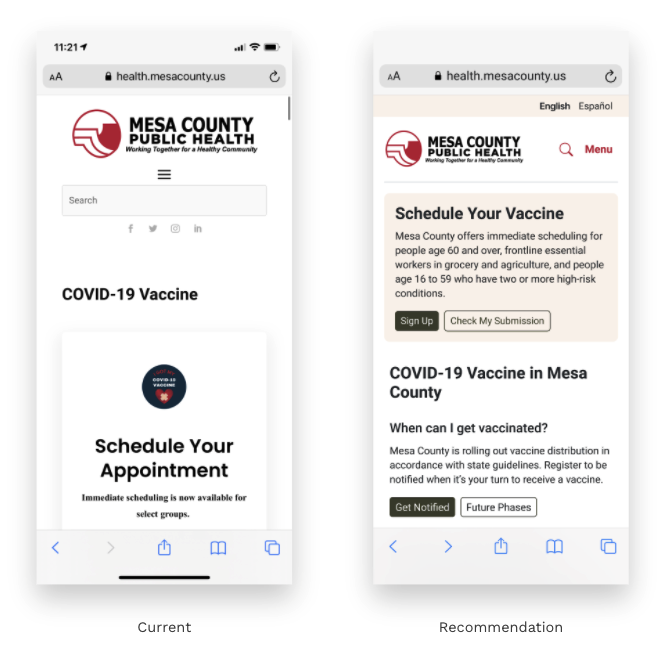 11:21
AA health.mesacounty.us
MESA COUNTY
PUBLIC HEALTH
Working Together for a Healthy Community
Search
COVID-19 Vaccine
COVID-19
VACCINE
Schedule Your
Appointment
Immediate scheduling is now available for
select groups.
Current
AA health.mesacounty.us
English Español
MESA COUNTY
PUBLIC HEALTH
Working Together for a Healthy Community
Menu
Schedule Your Vaccine
Mesa County offers immediate scheduling for
people age 60 and over, frontline essential
workers in grocery and agriculture, and people
age 16 to 59 who have two or more high-risk
conditions.
Sign Up Check My Submission
COVID-19 Vaccine in Mesa
County
When can I get vaccinated?
Mesa County is rolling out vaccine distribution in
accordance with state guidelines. Register to be
notified when it's your turn to receive a vaccine.
Get Notified Future Phases
Recommendation